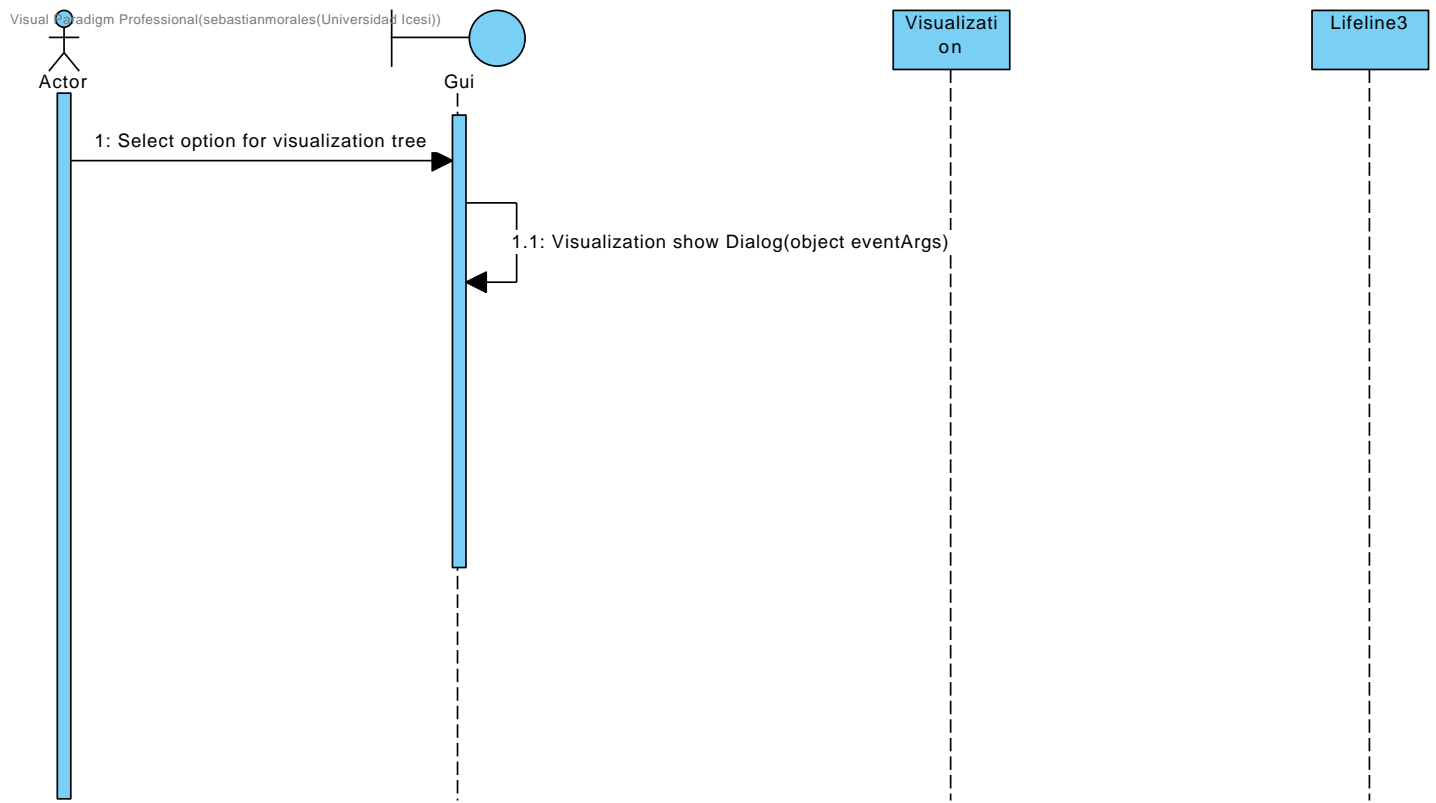 Visual Paradigm Professional(sebastianmorales(Universidad Icesi))
Visualizati
on
Lifeline3
Actor
Gui
1: Select option for visualization tree
1.1: Visualization show Dialog(object eventArgs)